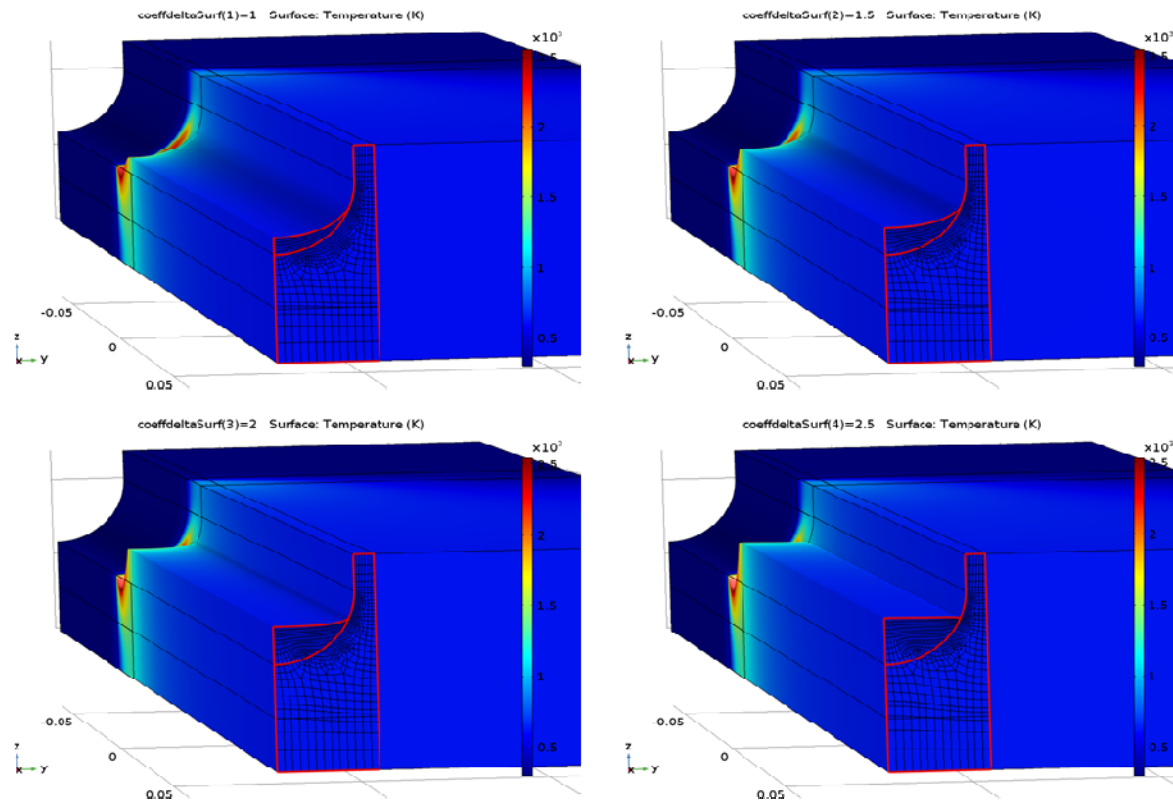 coeffdeltaSurf(1)=1 Surface: Temperature (K)
x10³
2
1.5
1
0.5
-0.05
0
0.05
z
x
y
coeffdeltaSurf(2)=1.5 Surface: Temperature (K)
x10³
2
1.5
1
0.5
-0.05
0
0.05
z
x
y
coeffdeltaSurf(3)=2 Surface: Temperature (K)
x10³
2.5
2
1.5
1
0.5
-0.05
0
0.05
z
x
y
coeffdeltaSurf(4)=2.5 Surface: Temperature (K)
x10³
2
1.5
1
0.5
-0.05
0
0.05
z
x
y